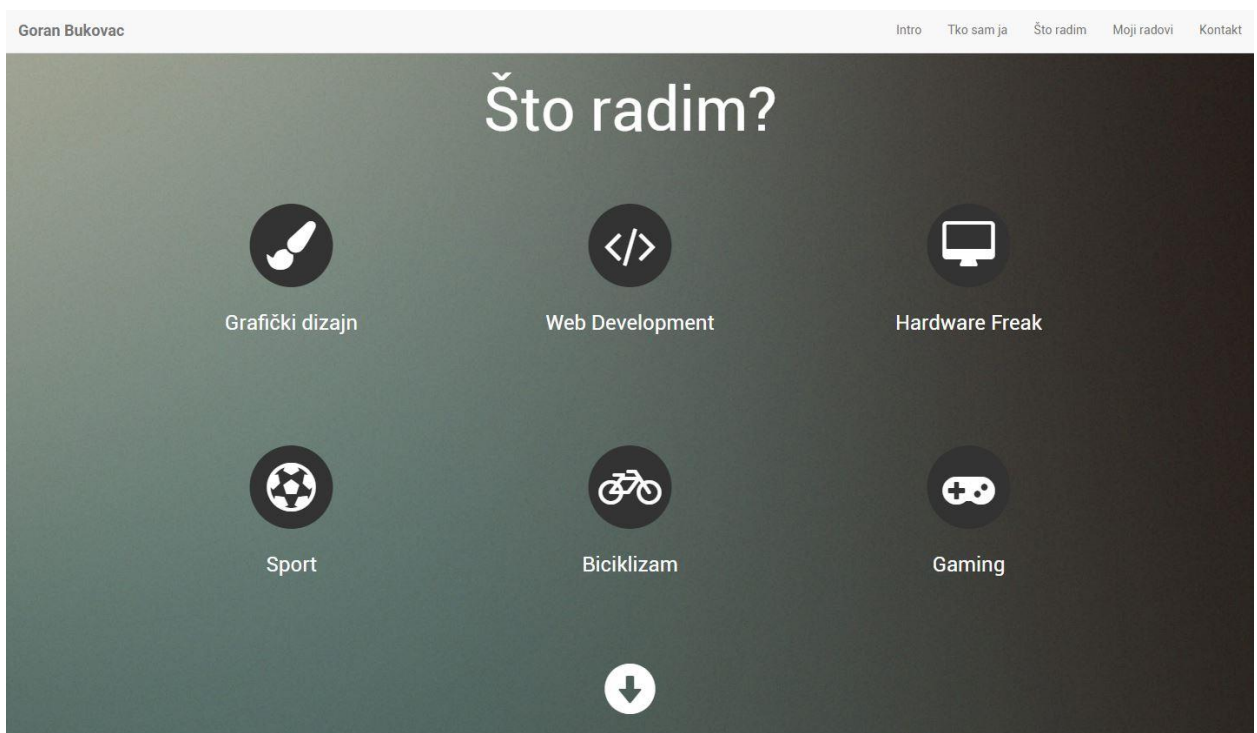 Goran Bukovac
Intro Tko sam ja Što radim Moji radovi Kontakt
Što radim?
Grafički dizajn Web Development Hardware Freak
Sport Biciklizam Gaming